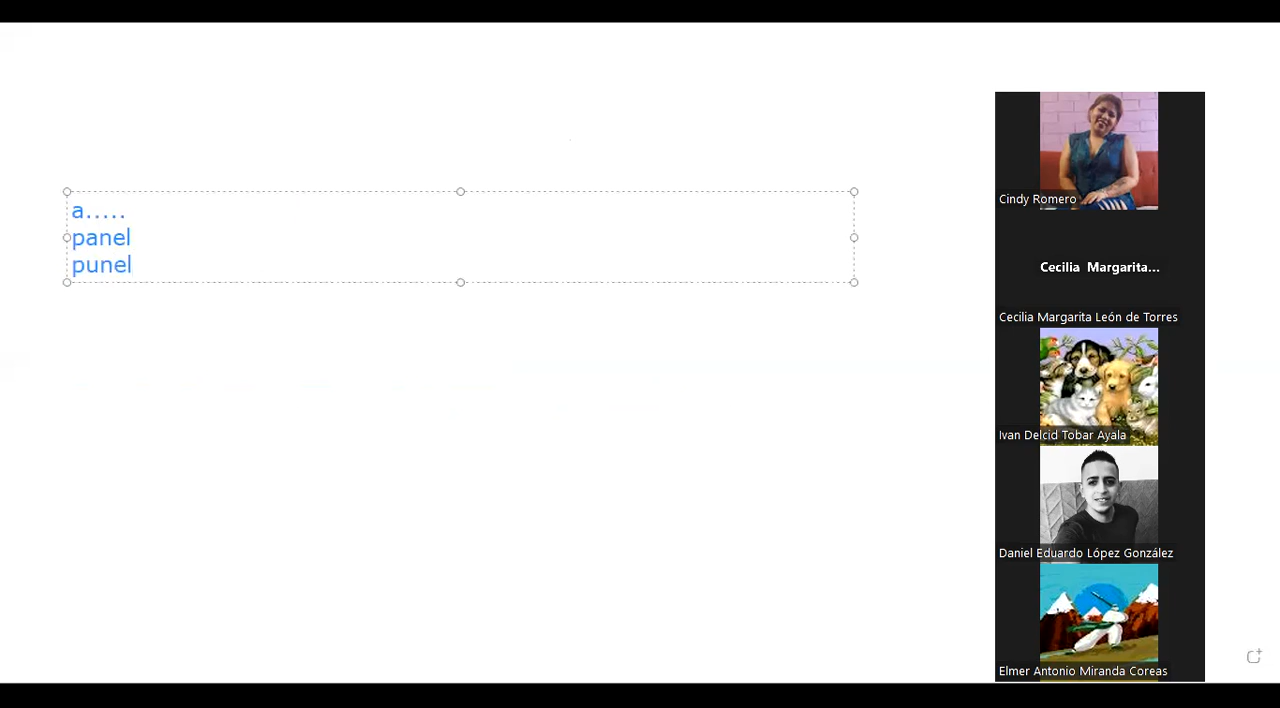 a.....
panel
punel
Cindy Romero
Cecilia Margarita...
Cecilia Margarita León de Torres
Ivan Delcid Tobar Ayala
Daniel Eduardo López González
Elmer Antonio Miranda Coreas